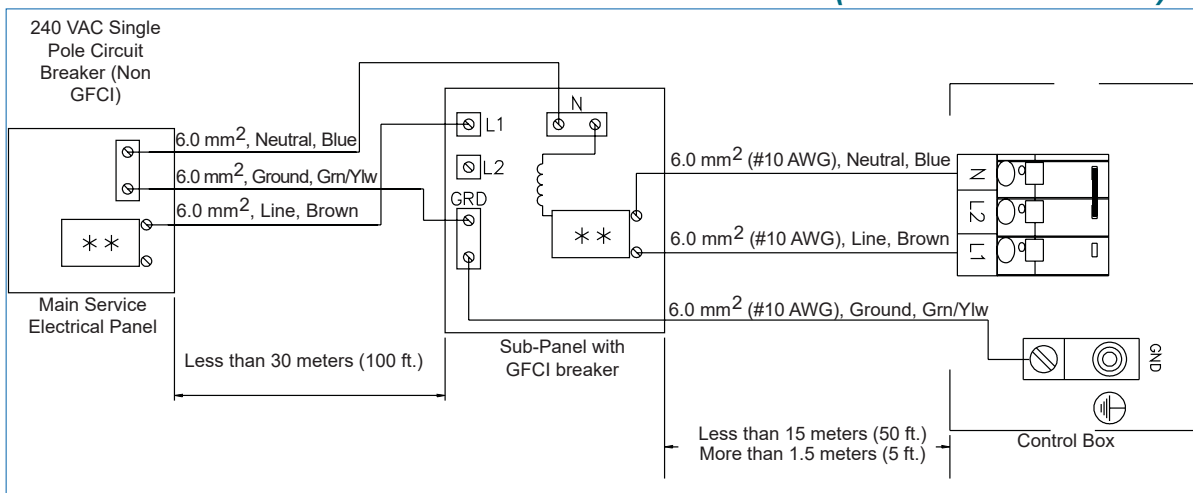 240 VAC Single
Pole Circuit
Breaker (Non
GFCI)
6.0 mm², Neutral, Blue
6.0 mm², Ground, Grn/Ylw
6.0 mm², Line, Brown
**
Main Service
Electrical Panel
Less than 30 meters (100 ft.)
L1
L2
GRD
N
**
Sub-Panel with
GFCI breaker
6.0 mm² (#10 AWG), Neutral, Blue
6.0 mm² (#10 AWG), Line, Brown
6.0 mm² (#10 AWG), Ground, Grn/Ylw
Less than 15 meters (50 ft.)
More than 1.5 meters (5 ft.)
N
L2
L1
GND
Control Box